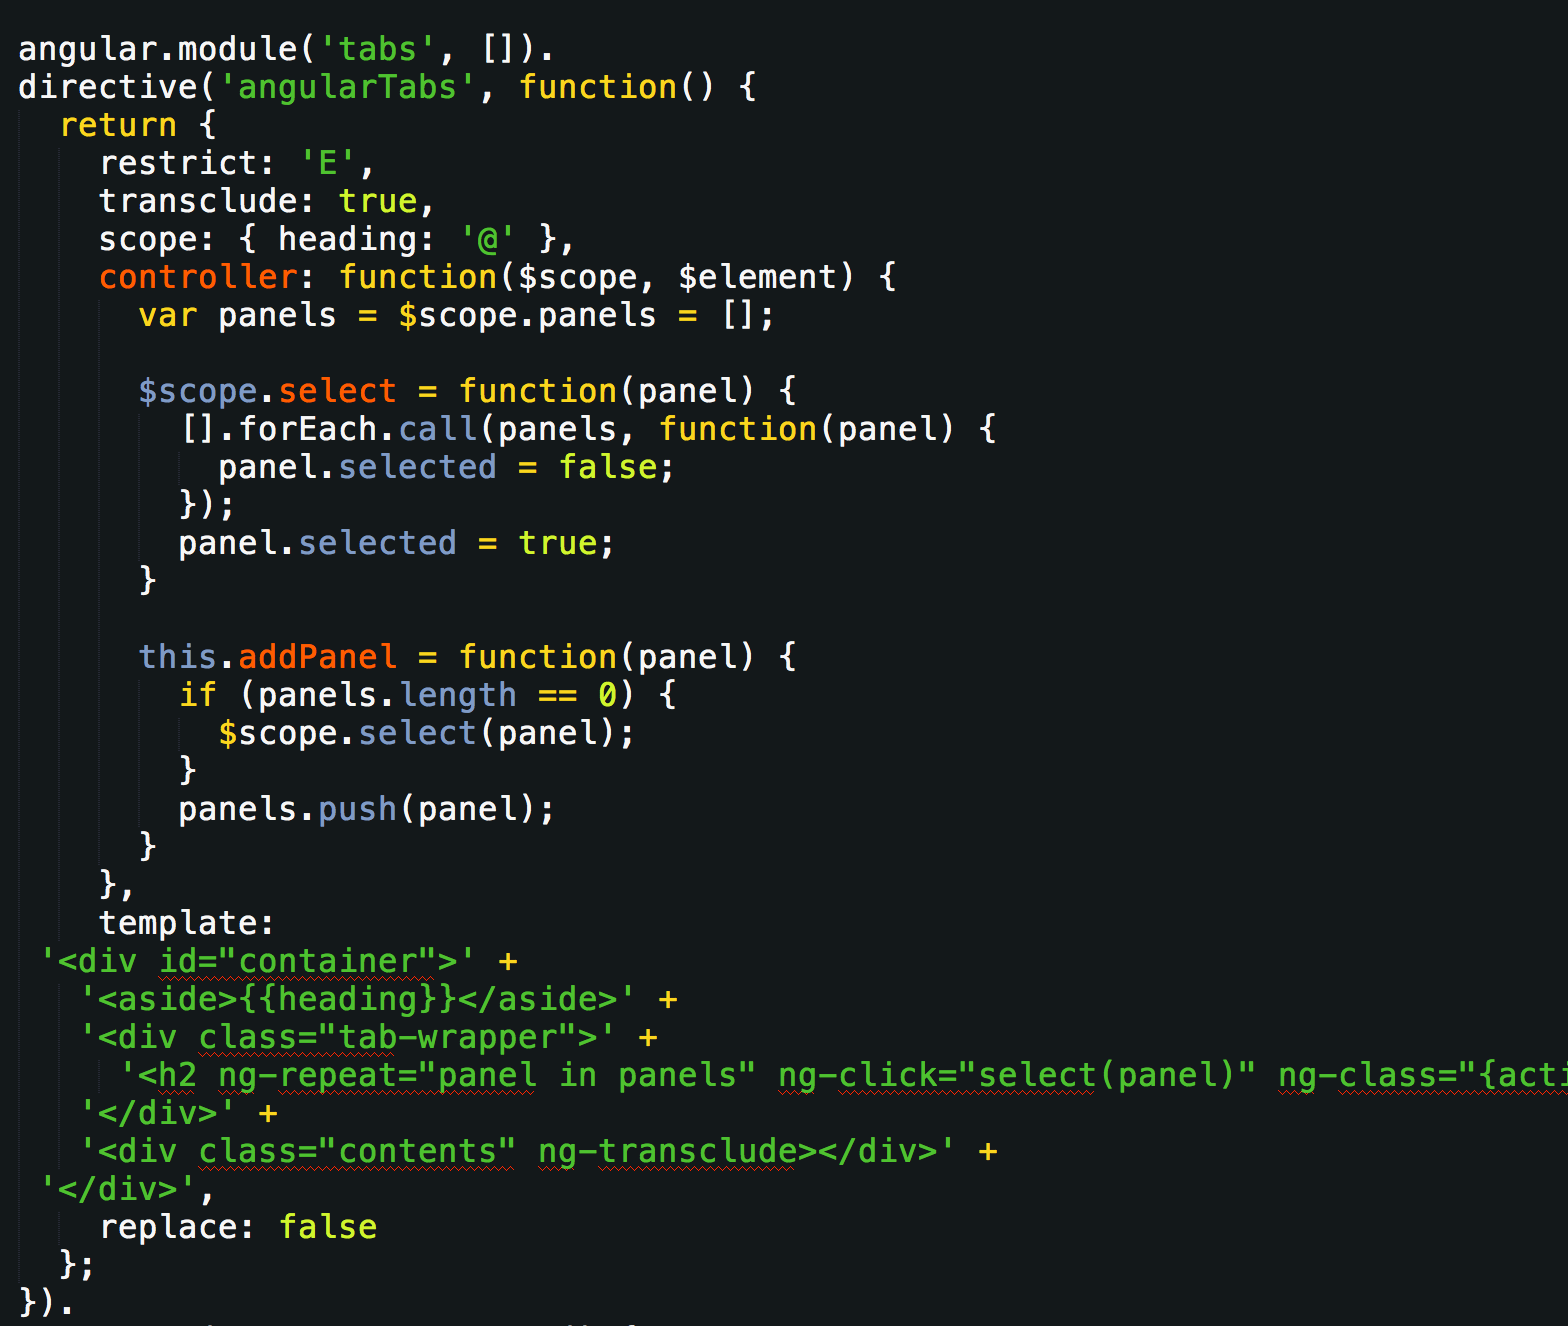 angular.module('tabs', []).
directive('angularTabs', function() {
  return {
    restrict: 'E',
    transclude: true,
    scope: { heading: '@' },
    controller: function($scope, $element) {
      var panels = $scope.panels = [];

      $scope.select = function(panel) {
        [].forEach.call(panels, function(panel) {
          panel.selected = false;
        });
        panel.selected = true;
      }

      this.addPanel = function(panel) {
        if (panels.length == 0) {
          $scope.select(panel);
        }
        panels.push(panel);
      }
    },
    template:
 '<div id="container">' +
   '<aside>{{heading}}</aside>' +
   '<div class="tab-wrapper">' +
     '<h2 ng-repeat="panel in panels" ng-click="select(panel)" ng-class="{acti
   '</div>' +
   '<div class="contents" ng-transclude></div>' +
 '</div>',
    replace: false
  };
}).